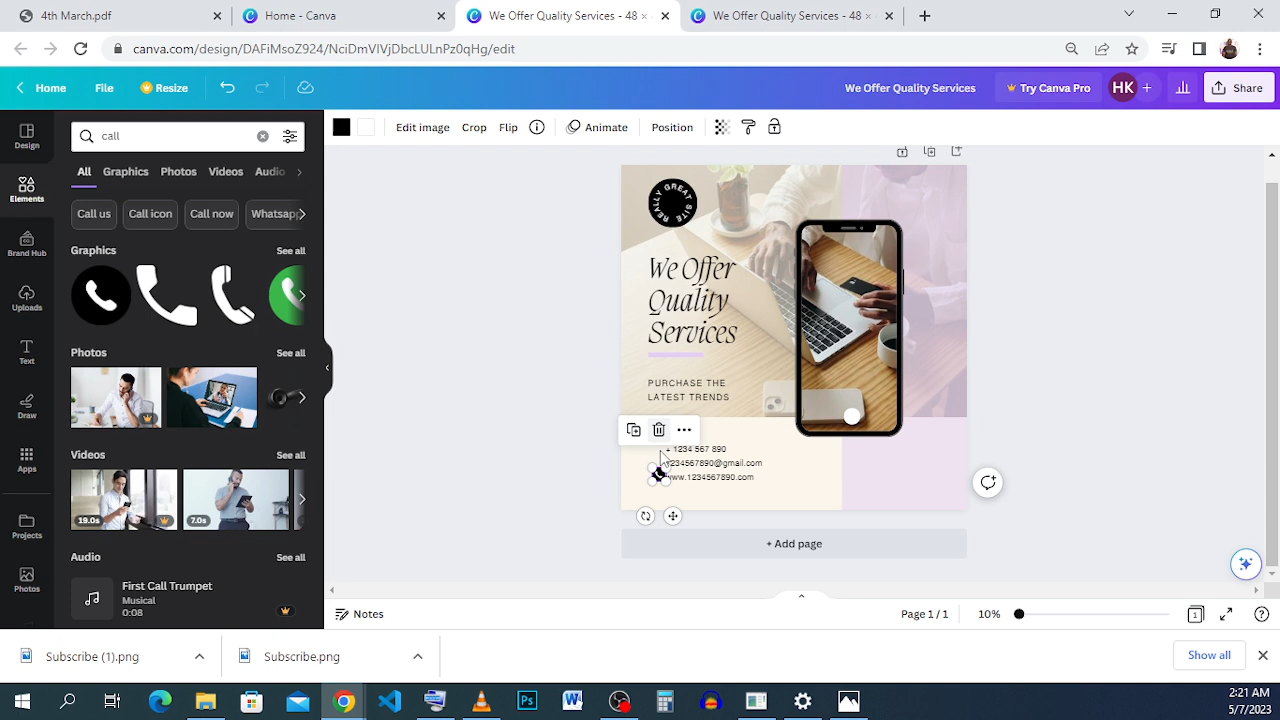 4th March.pdf
Home - Canva
We Offer Quality Services - 48 ×
We Offer Quality Services - 48 ×
canva.com/design/DAFiMsoZ924/NciDmVIVjDbcLULnPz0qHg/edit
Home
File
Resize
We Offer Quality Services
Try Canva Pro
HK
+
Share
Design
Elements
Brand Hub
Uploads
Text
Draw
Apps
Projects
Photos
call
All
Graphics
Photos
Videos
Audio
Call us
Call icon
Call now
Whatsapp
Graphics
See all
Photos
See all
Videos
See all
19.0s
7.0s
Audio
See all
First Call Trumpet
Musical
0:08
Edit image
Crop
Flip
Animate
Position
REALLY GREAT SITE
We Offer
Quality
Services
PURCHASE THE
LATEST TRENDS
+ 1234 567 890
1234567890@gmail.com
www.1234567890.com
+ Add page
Notes
Page 1 / 1
10%
1
Subscribe (1).png
Subscribe.png
Show all
2:21 AM
5/7/2023